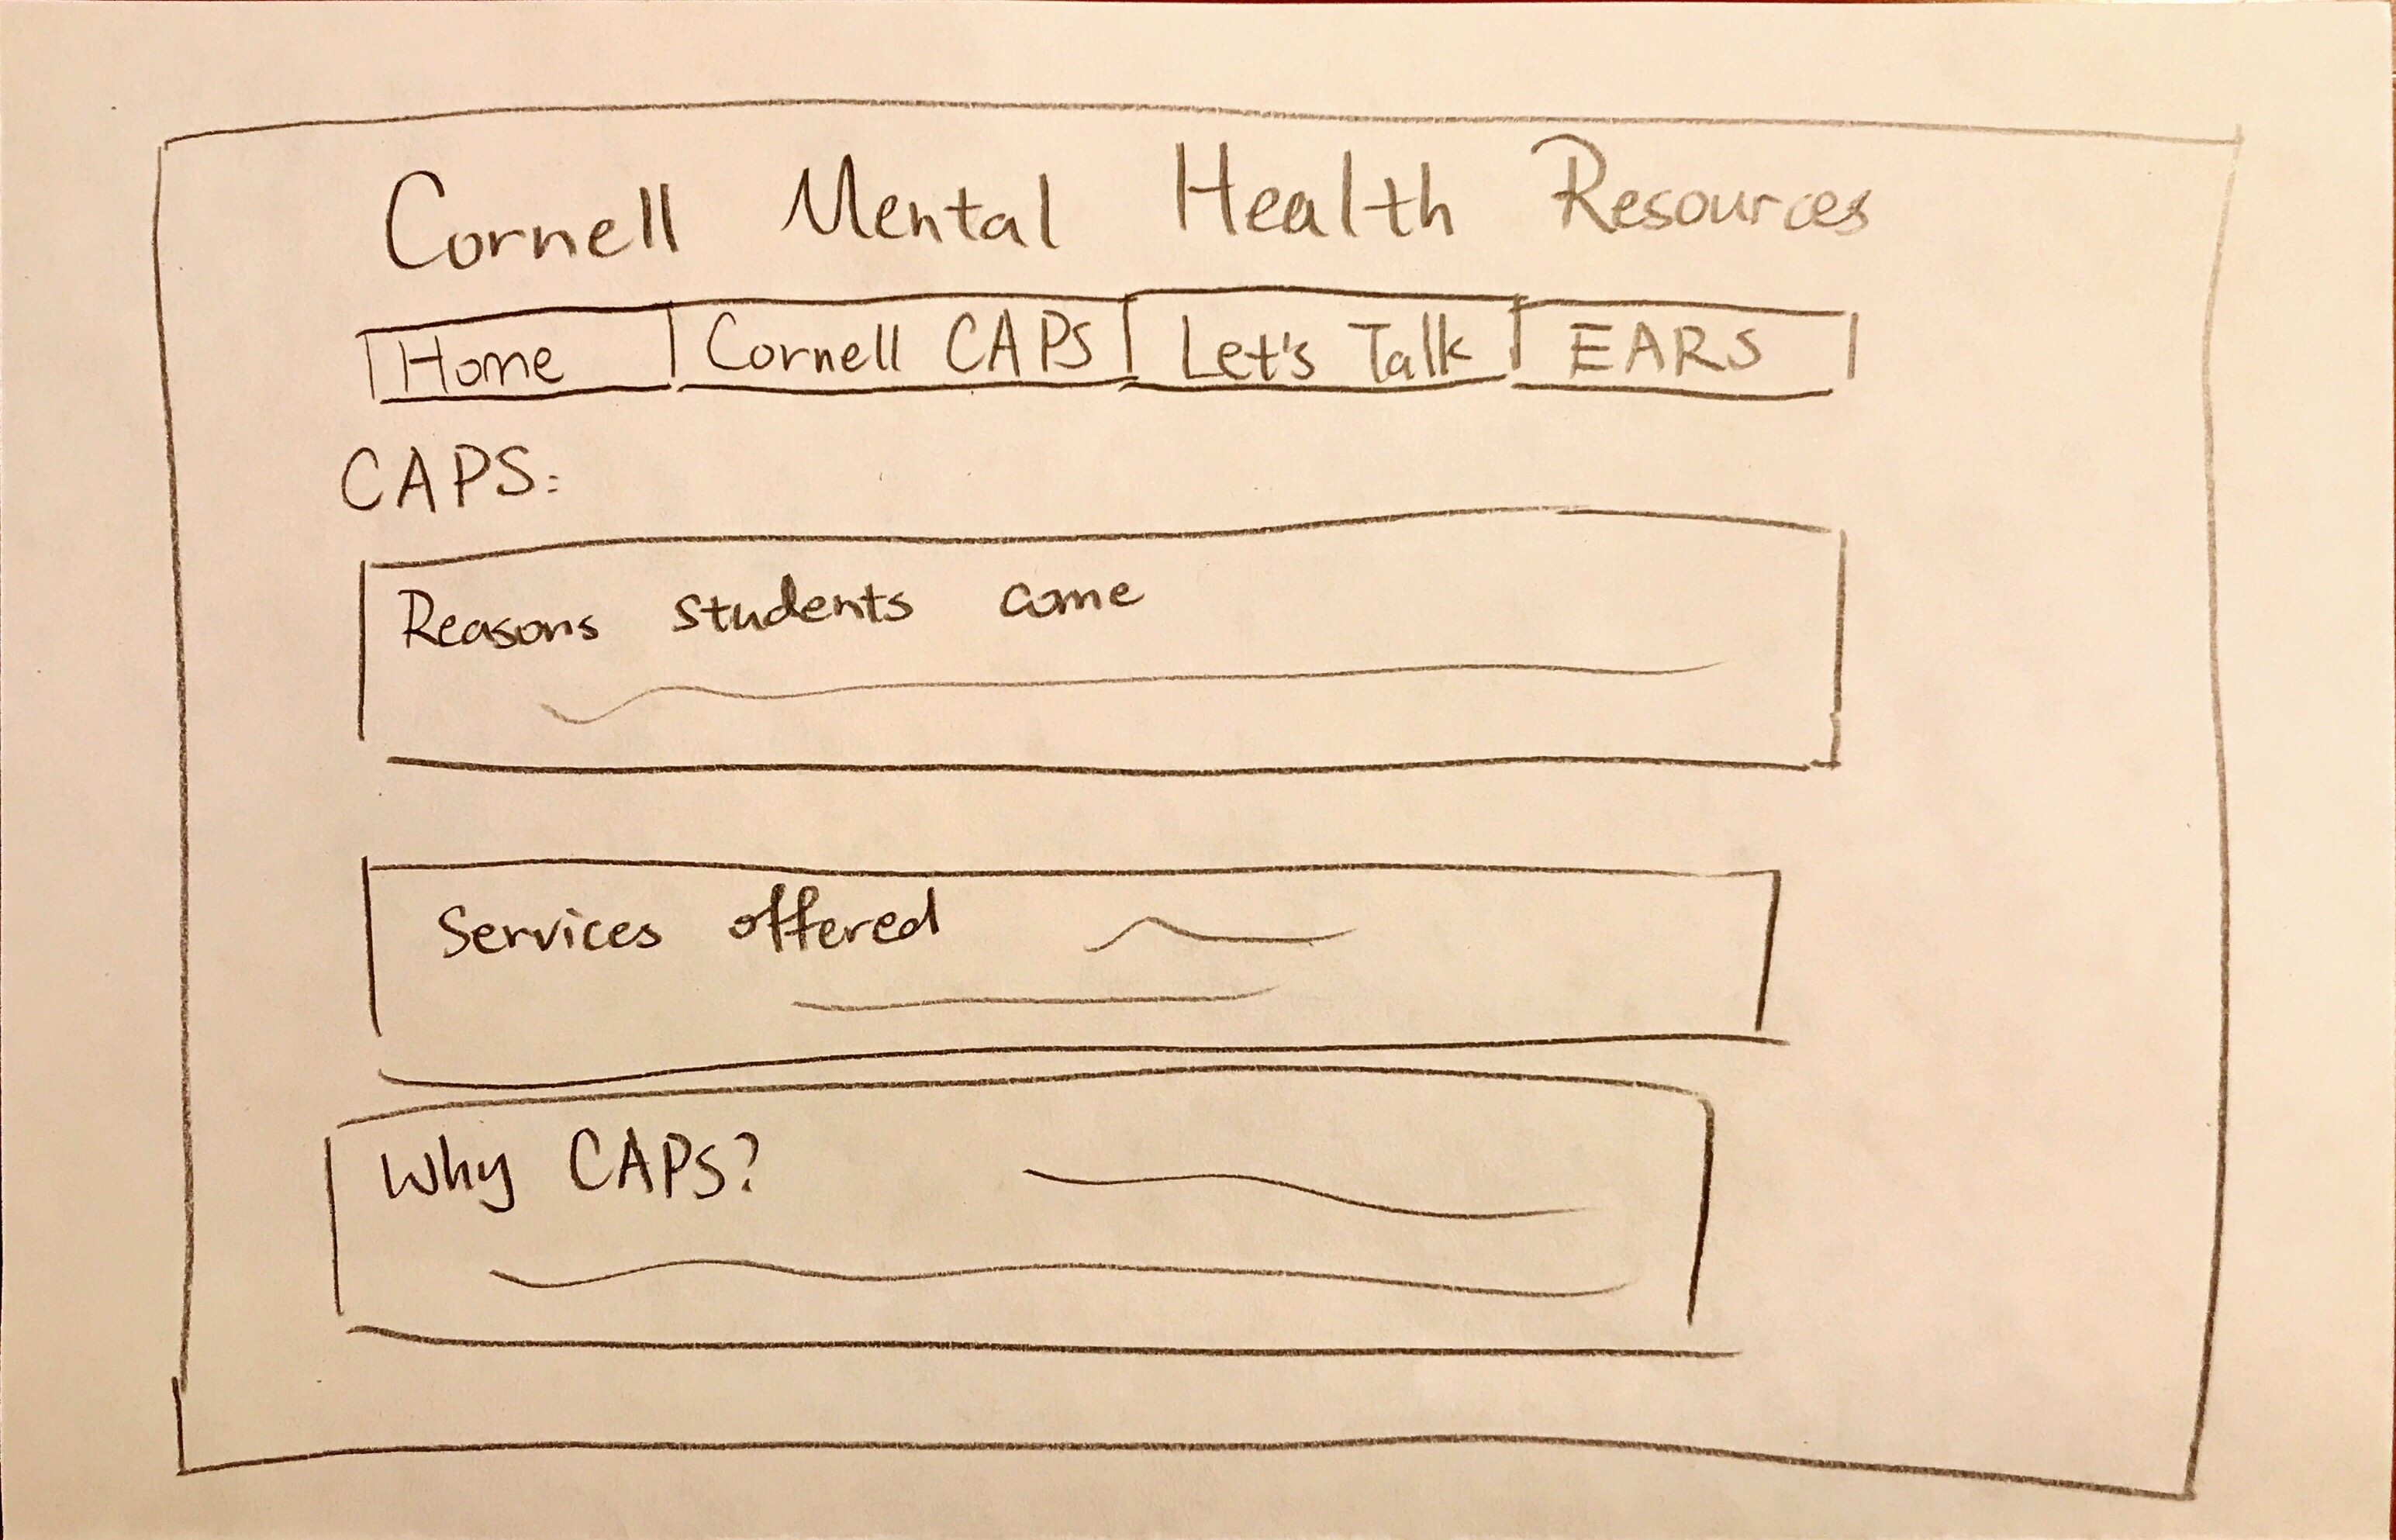 Cornell Mental Health Resources
Home Cornell CAPS Let's Talk EARS
CAPS:
Reasons students come
Services offered
Why CAPS?